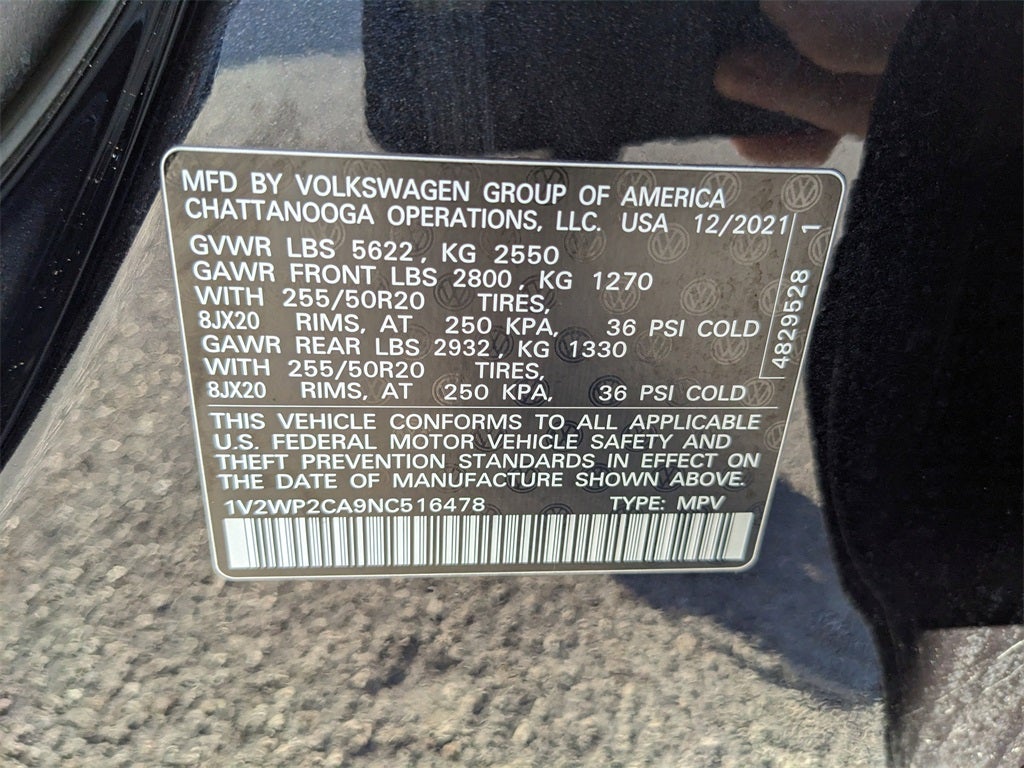 MFD BY VOLKSWAGEN GROUP OF AMERICA
CHATTANOOGA OPERATIONS, LLC. USA 12/2021
GVWR LBS 5622, KG 2550
GAWR FRONT LBS 2800, KG 1270
WITH 255/50R20 TIRES,
8JX20 RIMS, AT 250 KPA, 36 PSI COLD
GAWR REAR LBS 2932, KG 1330
WITH 255/50R20 TIRES,
8JX20 RIMS, AT 250 KPA, 36 PSI COLD
4829528 1
THIS VEHICLE CONFORMS TO ALL APPLICABLE
U.S. FEDERAL MOTOR VEHICLE SAFETY AND
THEFT PREVENTION STANDARDS IN EFFECT ON
THE DATE OF MANUFACTURE SHOWN ABOVE.
1V2WP2CA9NC516478 TYPE: MPV